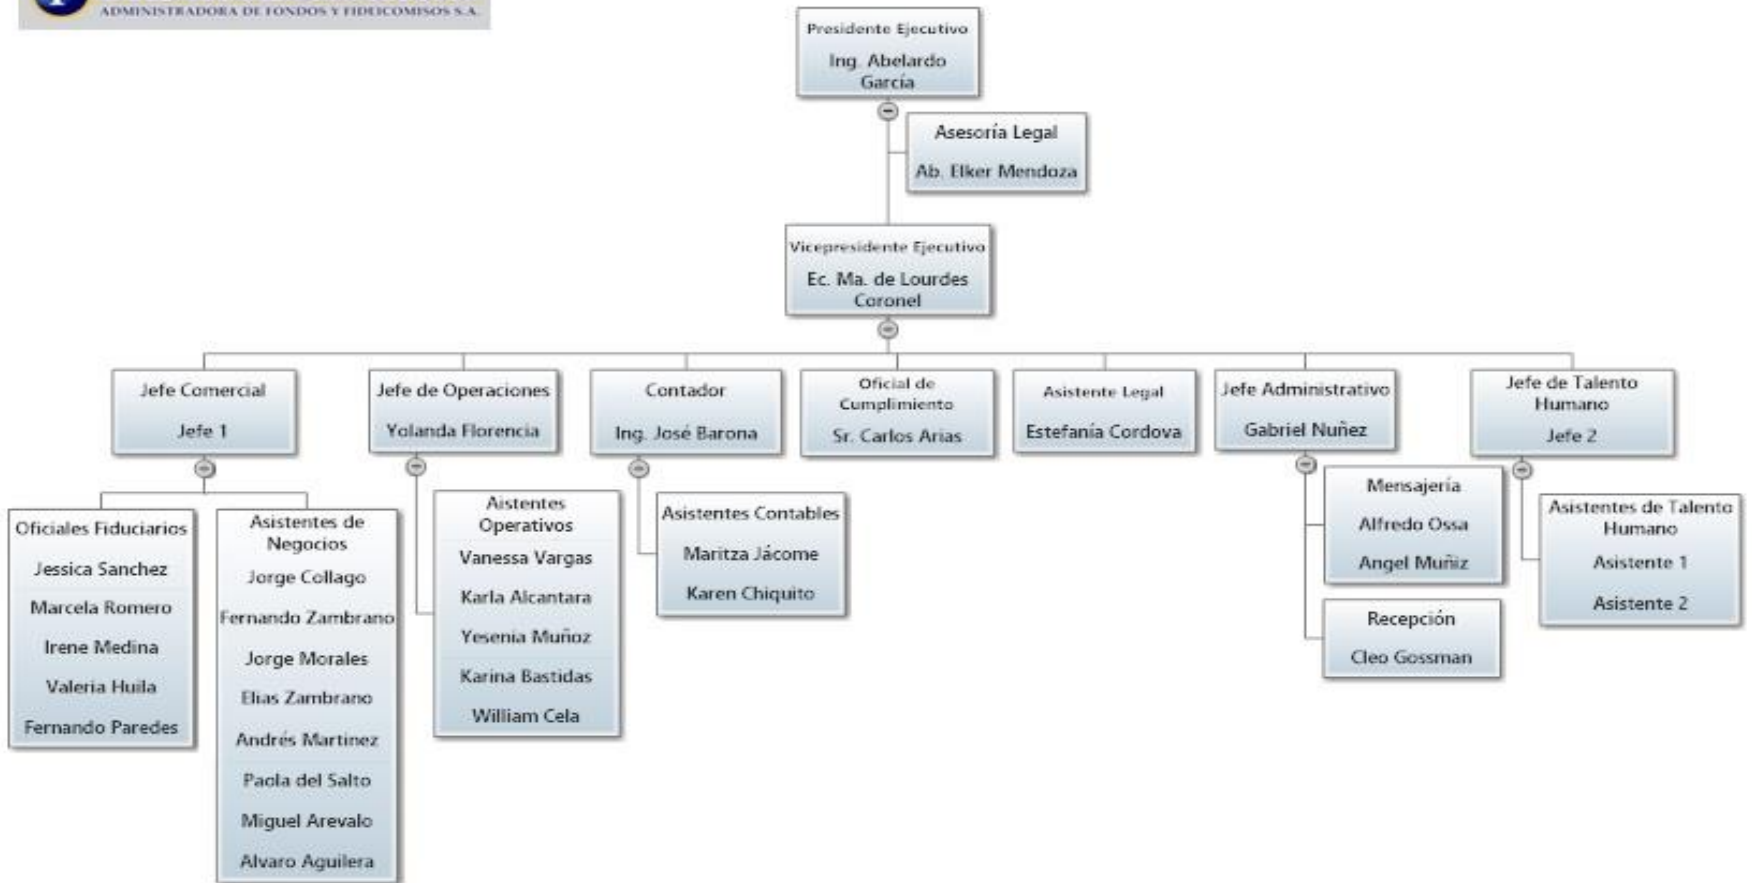 ADMINISTRADORA DE FONDOS Y FIDEICOMISOS S.A.
Presidente Ejecutivo
Ing. Abelardo
García
Asesoría Legal
Ab. Elker Mendoza
Vicepresidente Ejecutivo
Ec. Ma. de Lourdes
Coronel
Jefe Comercial
Jefe 1
Jefe de Operaciones
Yolanda Florencia
Contador
Ing. José Barona
Oficial de
Cumplimiento
Sr. Carlos Arias
Asistente Legal
Estefanía Cordova
Jefe Administrativo
Gabriel Nuñez
Jefe de Talento
Humano
Jefe 2
Oficiales Fiduciarios
Jessica Sanchez
Marcela Romero
Irene Medina
Valeria Huila
Fernando Paredes
Asistentes de
Negocios
Jorge Collago
Fernando Zambrano
Jorge Morales
Elias Zambrano
Andrés Martinez
Paola del Salto
Miguel Arevalo
Alvaro Aguilera
Aistentes
Operativos
Vanessa Vargas
Karla Alcantara
Yesenia Muñoz
Karina Bastidas
William Cela
Asistentes Contables
Maritza Jácome
Karen Chiquito
Mensajería
Alfredo Ossa
Angel Muñiz
Recepción
Cleo Gossman
Asistentes de Talento
Humano
Asistente 1
Asistente 2